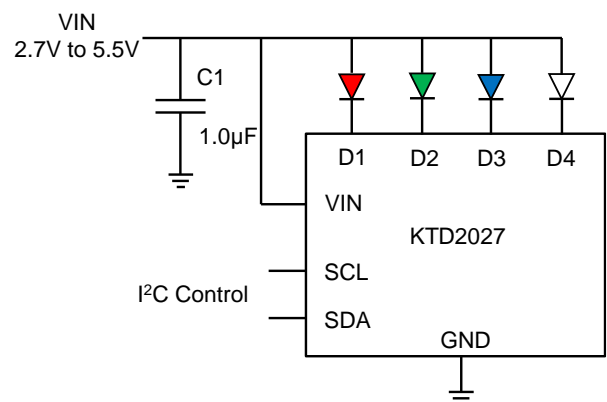 VIN
2.7V to 5.5V
C1
1.0µF
D1 D2 D3 D4
VIN
KTD2027
SCL
I²C Control
SDA
GND